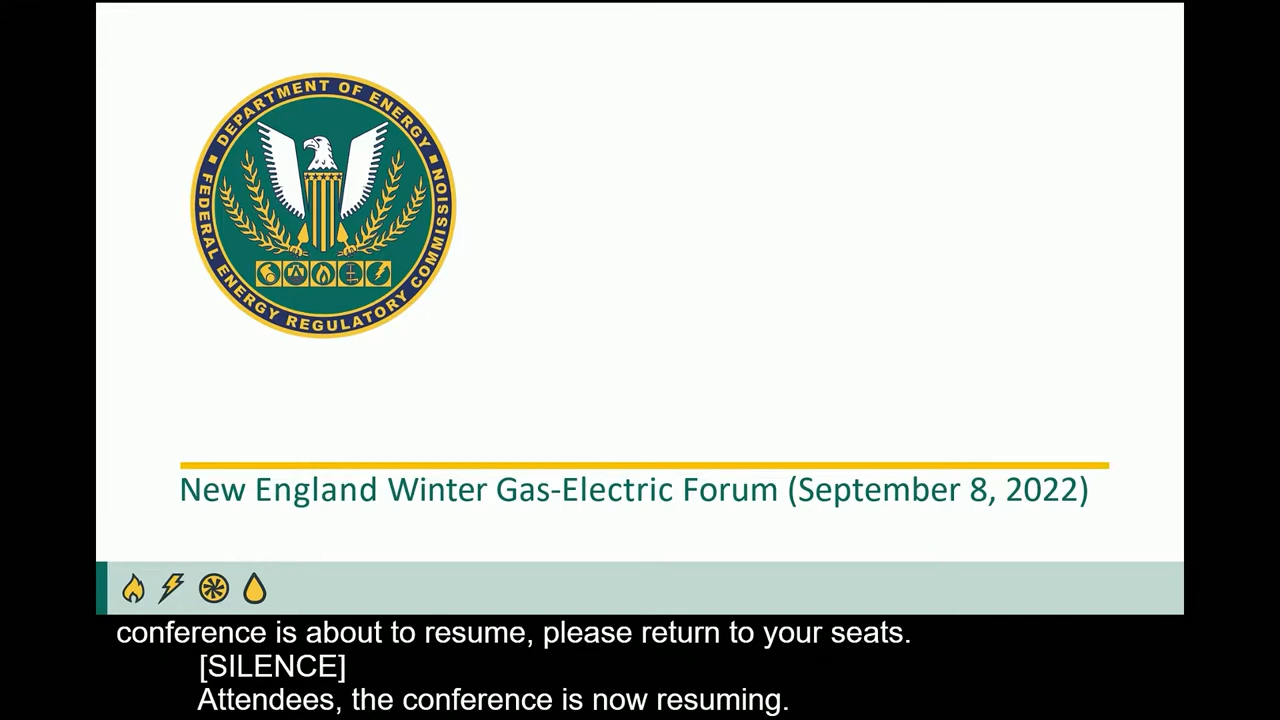 DEPARTMENT OF ENERGY
FEDERAL ENERGY REGULATORY COMMISSION
New England Winter Gas-Electric Forum (September 8, 2022)
conference is about to resume, please return to your seats.
[SILENCE]
Attendees, the conference is now resuming.